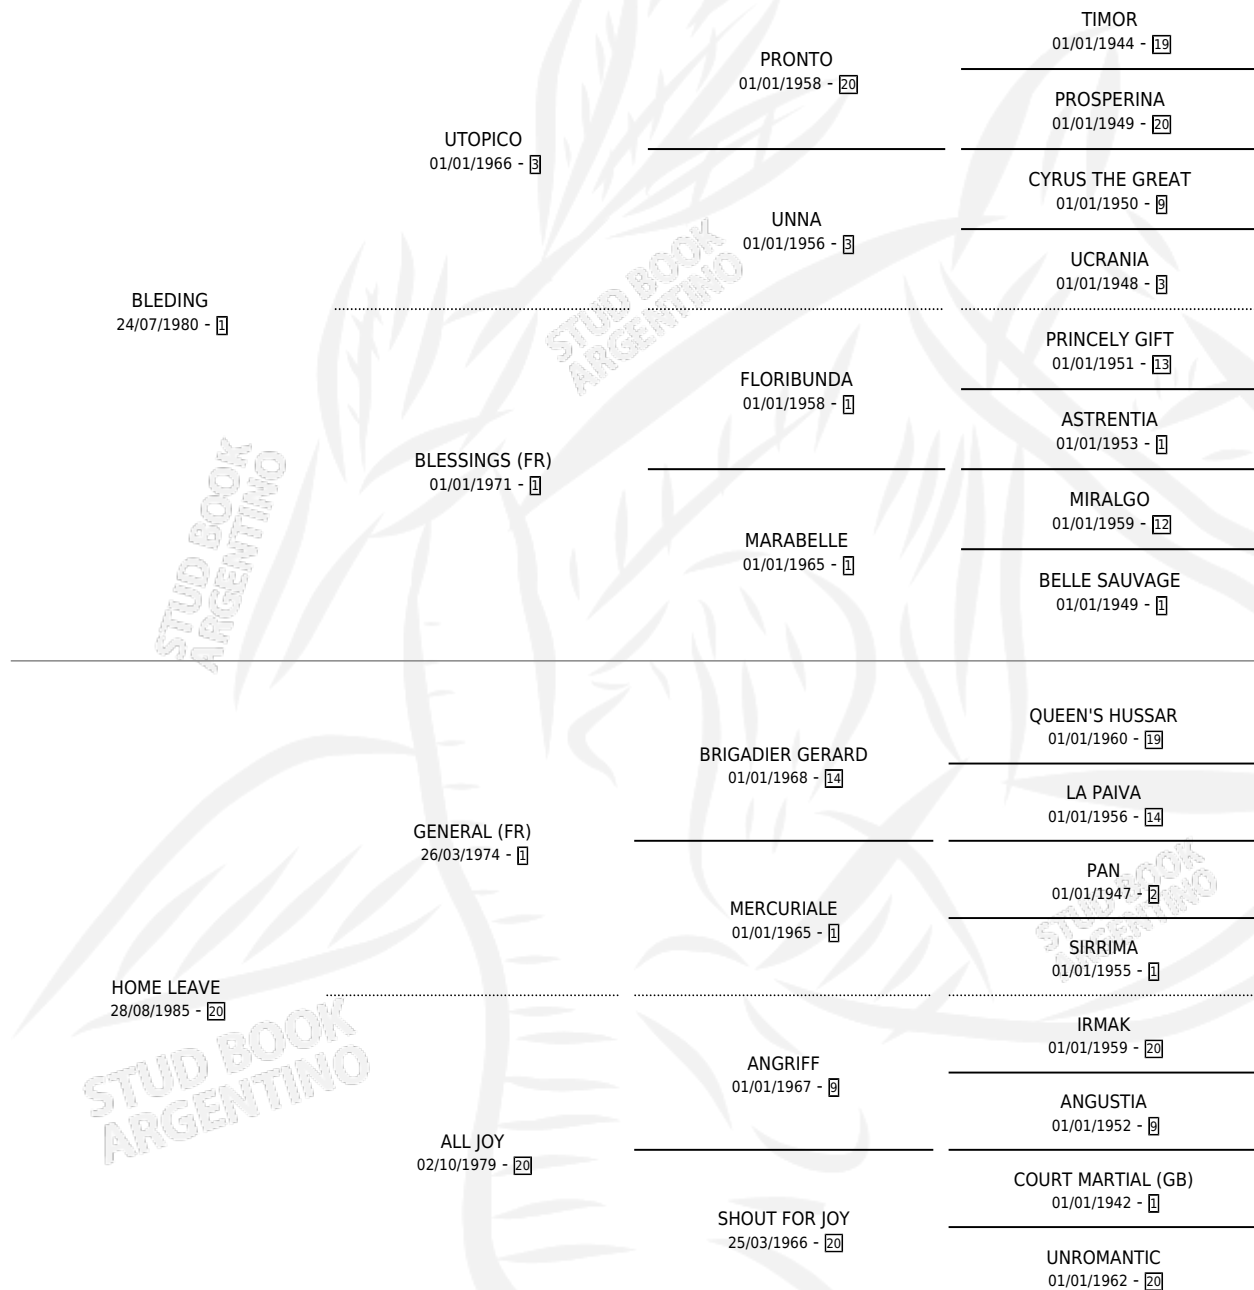 TIMOR
01/01/1944 - 19
PRONTO
01/01/1958 - 20
PROSPERINA
01/01/1949 - 20
UTOPICO
01/01/1966 - 3
CYRUS THE GREAT
01/01/1950 - 9
UNNA
01/01/1956 - 3
UCRANIA
01/01/1948 - 3
BLEDING
24/07/1980 - 1
PRINCELY GIFT
01/01/1951 - 13
FLORIBUNDA
01/01/1958 - 1
ASTRENTIA
01/01/1953 - 1
BLESSINGS (FR)
01/01/1971 - 1
MIRALGO
01/01/1959 - 12
MARABELLE
01/01/1965 - 1
BELLE SAUVAGE
01/01/1949 - 1
STUD BOOK
ARGENTINO
STUD BOOK
ARGENTINO
QUEEN'S HUSSAR
01/01/1960 - 19
BRIGADIER GERARD
01/01/1968 - 14
LA PAIVA
01/01/1956 - 14
GENERAL (FR)
26/03/1974 - 1
PAN
01/01/1947 - 2
MERCURIALE
01/01/1965 - 1
SIRRIMA
01/01/1955 - 1
HOME LEAVE
28/08/1985 - 20
IRMAK
01/01/1959 - 20
ANGRIFF
01/01/1967 - 9
ANGUSTIA
01/01/1952 - 9
ALL JOY
02/10/1979 - 20
COURT MARTIAL (GB)
01/01/1942 - 1
SHOUT FOR JOY
25/03/1966 - 20
UNROMANTIC
01/01/1962 - 20
STUD BOOK
ARGENTINO
STUD BOOK
ARGENTINO